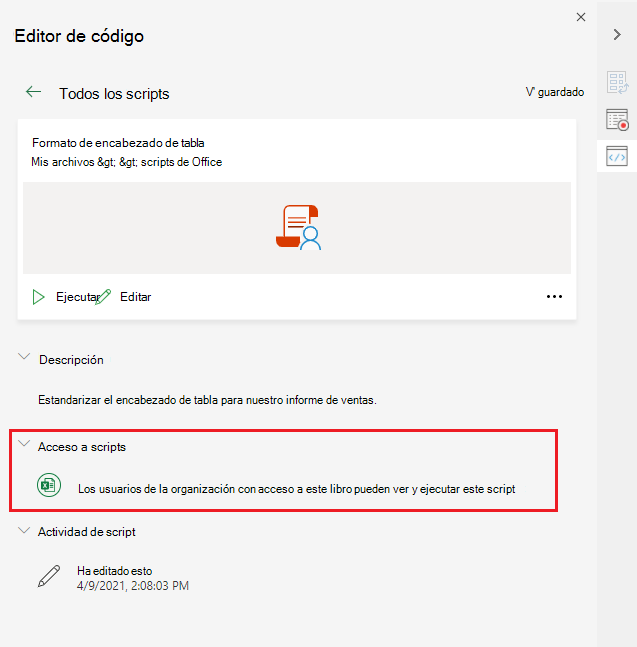 Editor de código
Todos los scripts
V' guardado
Formato de encabezado de tabla
Mis archivos &gt; &gt; scripts de Office
Ejecutar
Editar
Descripción
Estandarizar el encabezado de tabla para nuestro informe de ventas.
Acceso a scripts
Los usuarios de la organización con acceso a este libro pueden ver y ejecutar este script
Actividad de script
Ha editado esto
4/9/2021, 2:08:03 PM